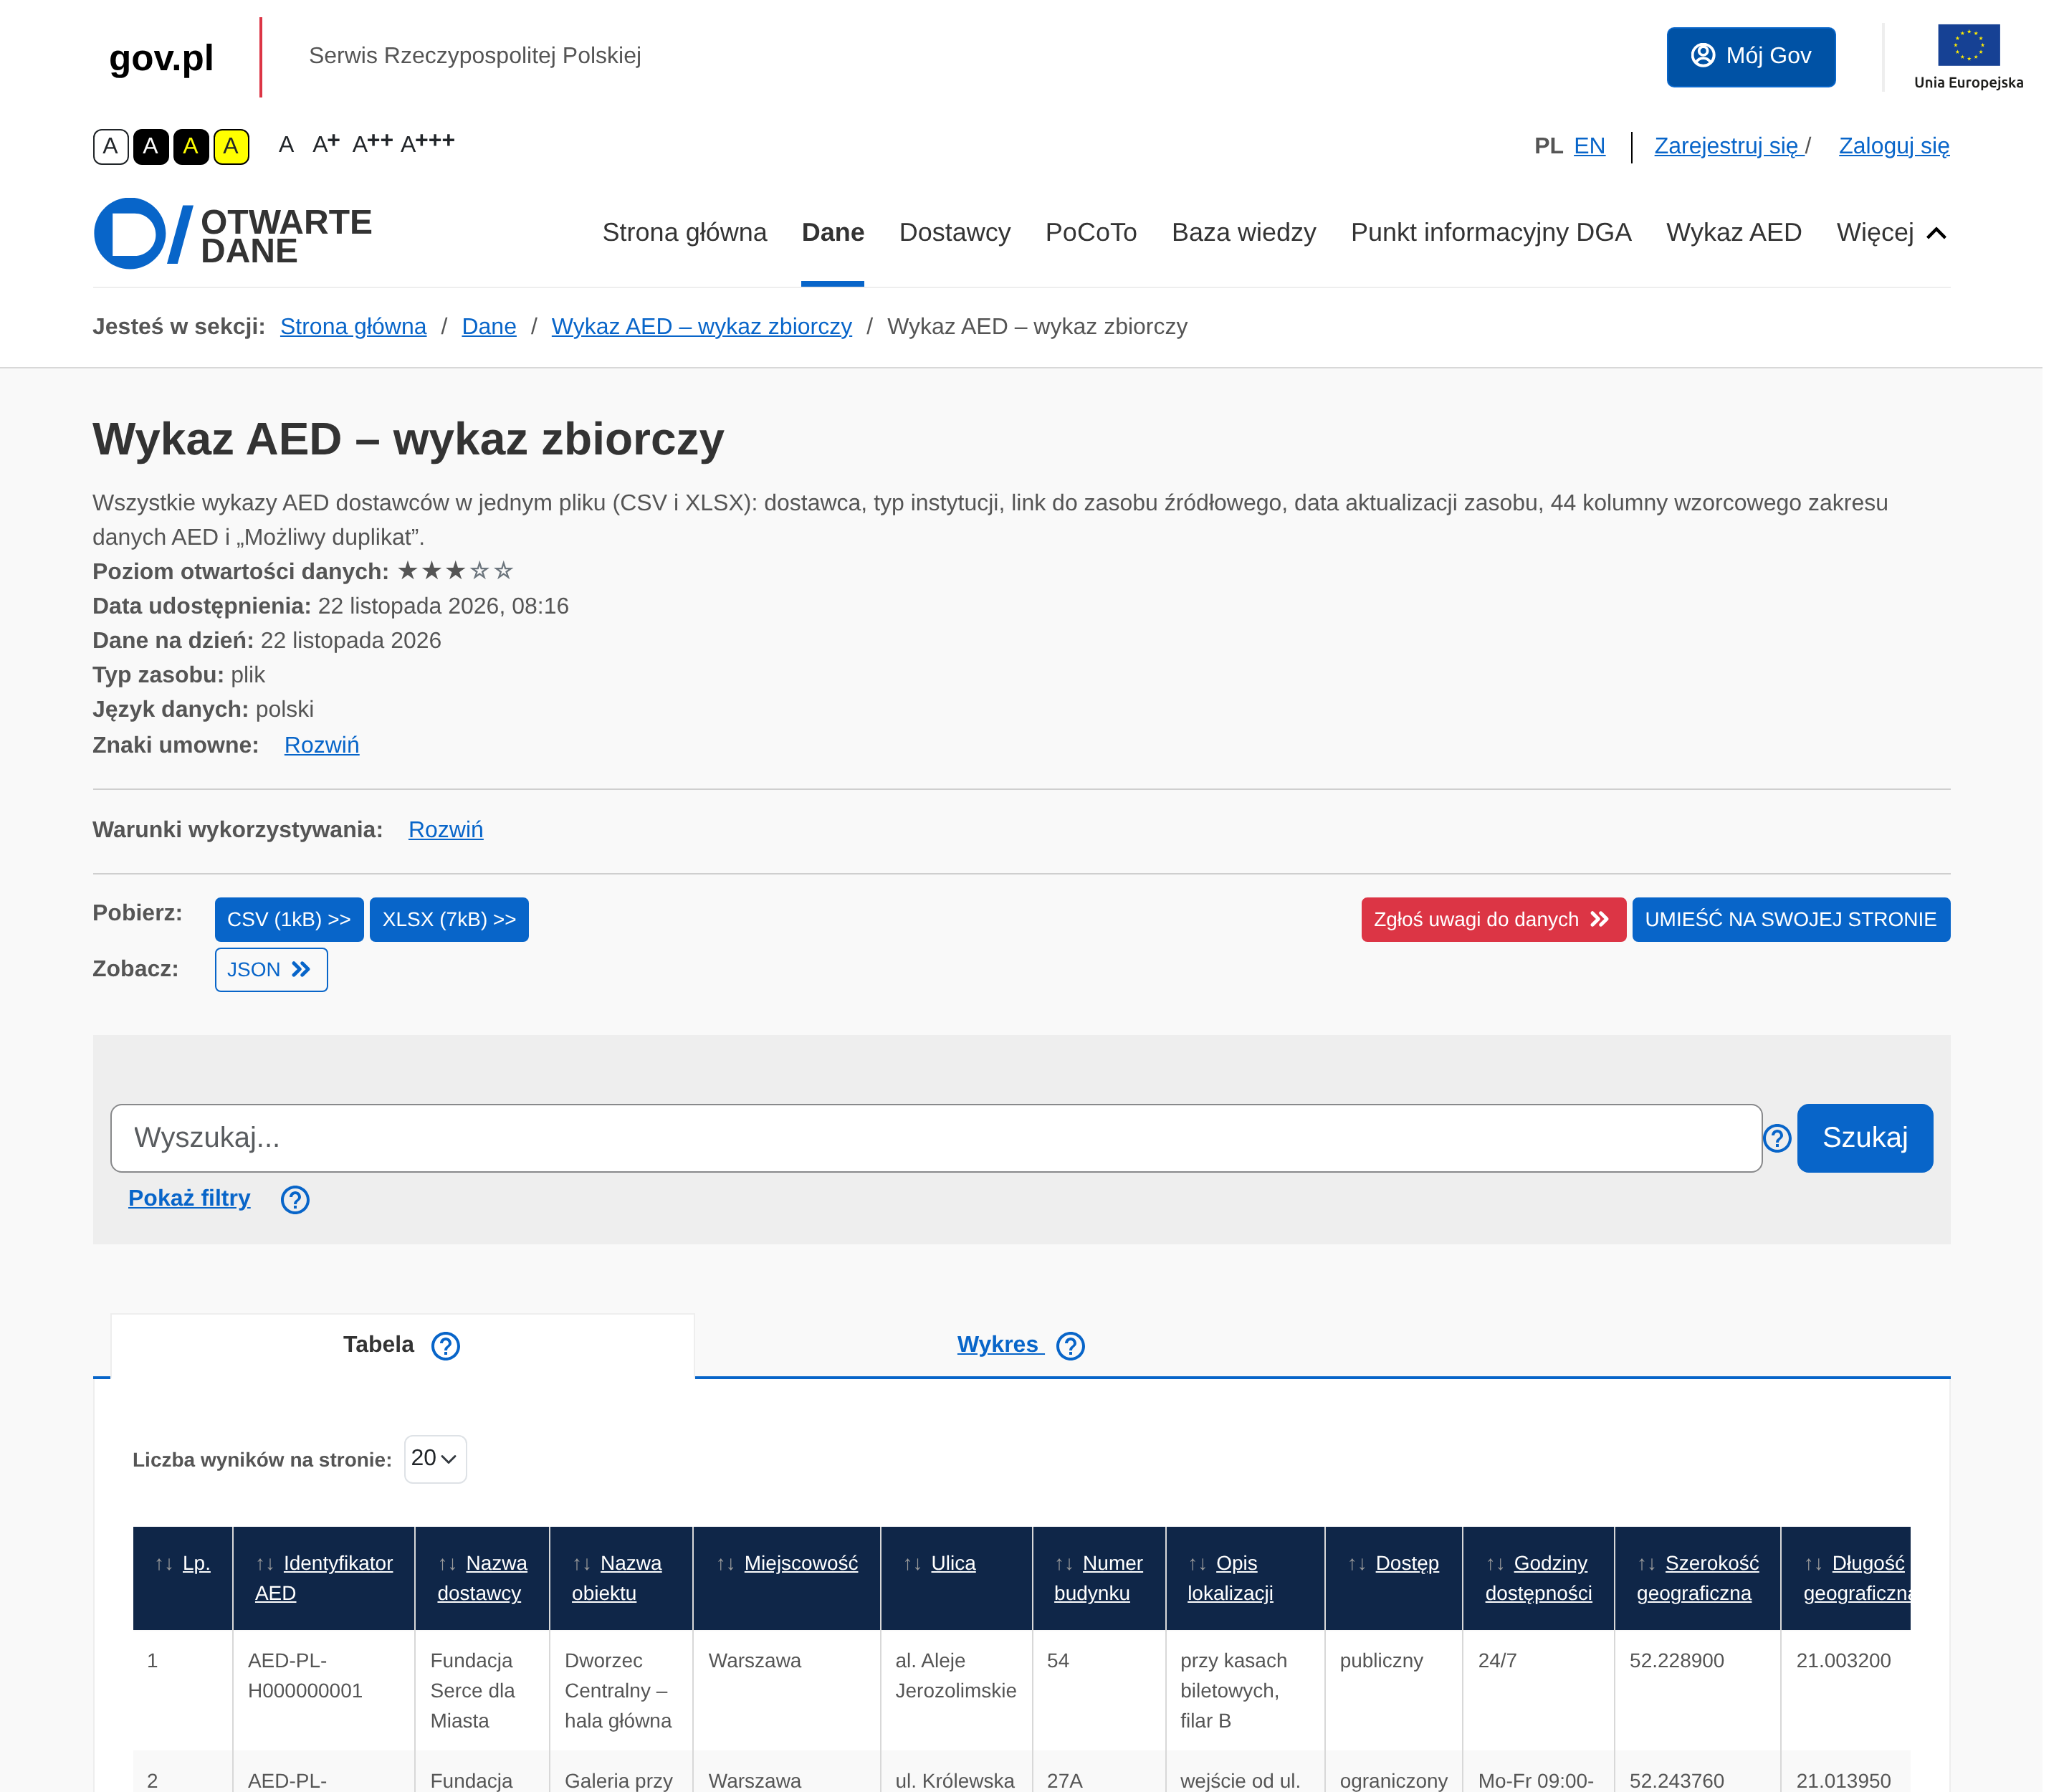 gov.pl
Serwis Rzeczypospolitej Polskiej
Mój Gov
Unia Europejska
A A A A A A+ A++ A+++
PL EN Zarejestruj się / Zaloguj się
OTWARTE
DANE
Strona główna Dane Dostawcy PoCoTo Baza wiedzy Punkt informacyjny DGA Wykaz AED Więcej
Jesteś w sekcji: Strona główna / Dane / Wykaz AED – wykaz zbiorczy / Wykaz AED – wykaz zbiorczy
Wykaz AED – wykaz zbiorczy
Wszystkie wykazy AED dostawców w jednym pliku (CSV i XLSX): dostawca, typ instytucji, link do zasobu źródłowego, data aktualizacji zasobu, 44 kolumny wzorcowego zakresu
danych AED i „Możliwy duplikat”.
Poziom otwartości danych: ★★★☆☆
Data udostępnienia: 22 listopada 2026, 08:16
Dane na dzień: 22 listopada 2026
Typ zasobu: plik
Język danych: polski
Znaki umowne: Rozwiń
Warunki wykorzystywania: Rozwiń
Pobierz: CSV (1kB) >> XLSX (7kB) >> Zgłoś uwagi do danych UMIEŚĆ NA SWOJEJ STRONIE
Zobacz: JSON
Wyszukaj... Szukaj
Pokaż filtry
Tabela Wykres
Liczba wyników na stronie: 20
↑↓ Lp. ↑↓ Identyfikator ↑↓ Nazwa ↑↓ Nazwa ↑↓ Miejscowość ↑↓ Ulica ↑↓ Numer ↑↓ Opis ↑↓ Dostęp ↑↓ Godziny ↑↓ Szerokość ↑↓ Długość
AED dostawcy obiektu budynku lokalizacji dostępności geograficzna geograficzna
1 AED-PL- Fundacja Dworzec Warszawa al. Aleje 54 przy kasach publiczny 24/7 52.228900 21.003200
H000000001 Serce dla Centralny – Jerozolimskie biletowych,
Miasta hala główna filar B
2 AED-PL- Fundacja Galeria przy Warszawa ul. Królewska 27A wejście od ul. ograniczony Mo-Fr 09:00- 52.243760 21.013950